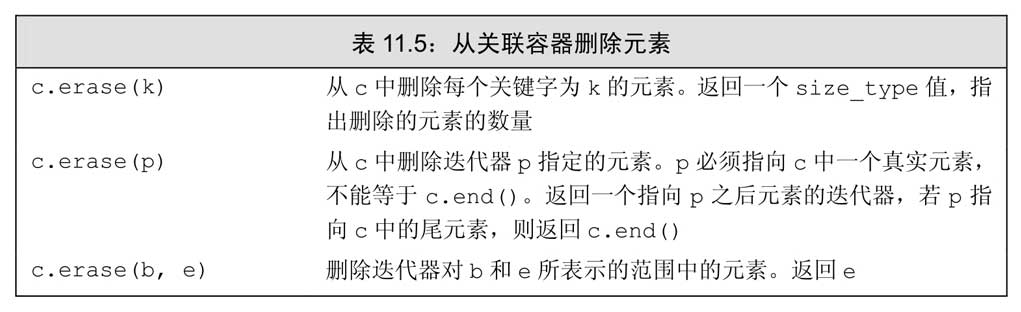 表 11.5：从关联容器删除元素
c.erase(k) 从 c 中删除每个关键字为 k 的元素。返回一个 size_type 值，指
出删除的元素的数量
c.erase(p) 从 c 中删除迭代器 p 指定的元素。p 必须指向 c 中一个真实元素，
不能等于 c.end()。返回一个指向 p 之后元素的迭代器，若 p 指
向 c 中的尾元素，则返回 c.end()
c.erase(b, e) 删除迭代器对 b 和 e 所表示的范围中的元素。返回 e